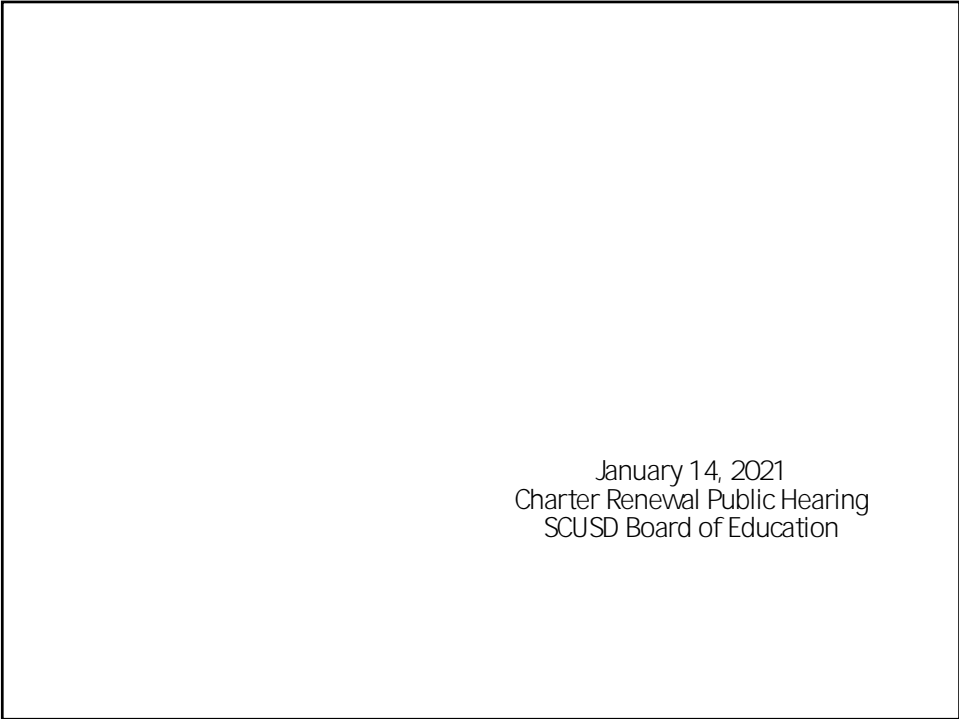 January 14, 2021
Charter Renewal Public Hearing
SCUSD Board of Education